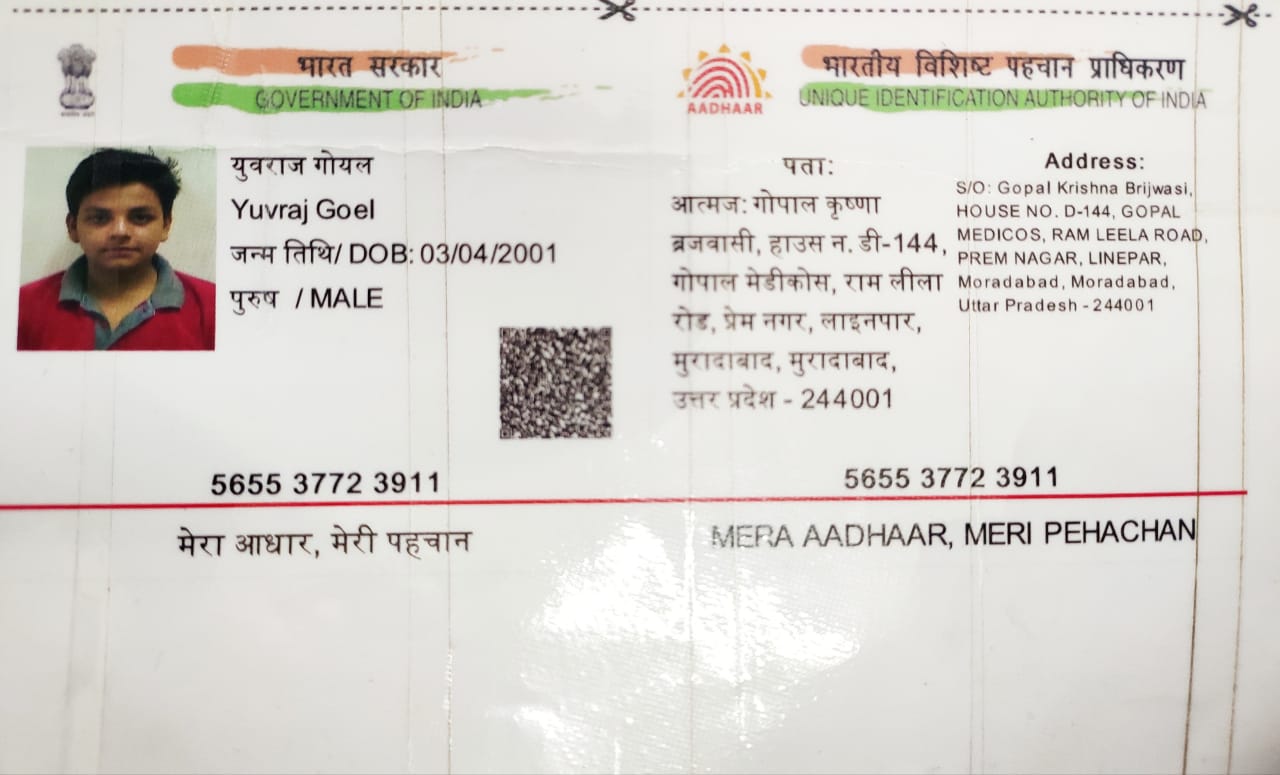 भारत सरकार
GOVERNMENT OF INDIA
युवराज गोयल
Yuvraj Goel
जन्म तिथि/ DOB: 03/04/2001
पुरुष / MALE
5655 3772 3911
मेरा आधार, मेरी पहचान
AADHAAR
भारतीय विशिष्ट पहचान प्राधिकरण
UNIQUE IDENTIFICATION AUTHORITY OF INDIA
पता:
आत्मज: गोपाल कृष्णा
ब्रजवासी, हाउस न. डी-144,
गोपाल मेडीकोस, राम लीला
रोड, प्रेम नगर, लाइनपार,
मुरादाबाद, मुरादाबाद,
उत्तर प्रदेश - 244001
Address:
S/O: Gopal Krishna Brijwasi,
HOUSE NO. D-144, GOPAL
MEDICOS, RAM LEELA ROAD,
PREM NAGAR, LINEPAR,
Moradabad, Moradabad,
Uttar Pradesh - 244001
5655 3772 3911
MERA AADHAAR, MERI PEHACHAN